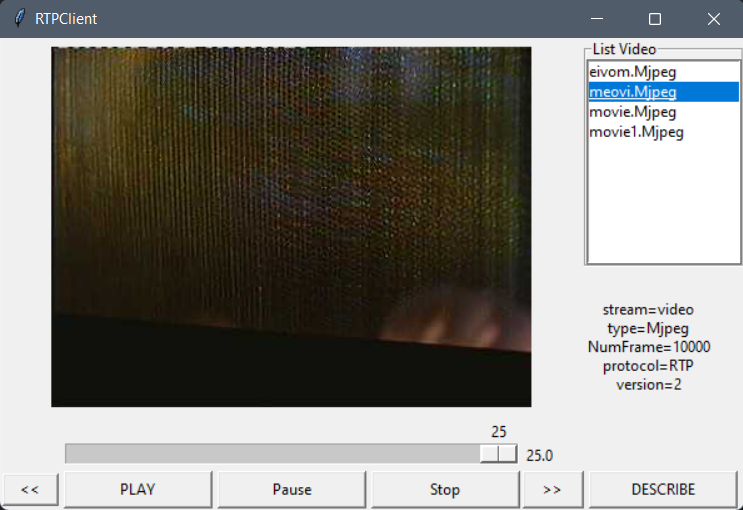 RTPClient
List Video
eivom.Mjpeg
meovi.Mjpeg
movie.Mjpeg
movie1.Mjpeg
stream=video
type=Mjpeg
NumFrame=10000
protocol=RTP
version=2
25
25.0
<< PLAY Pause Stop >> DESCRIBE